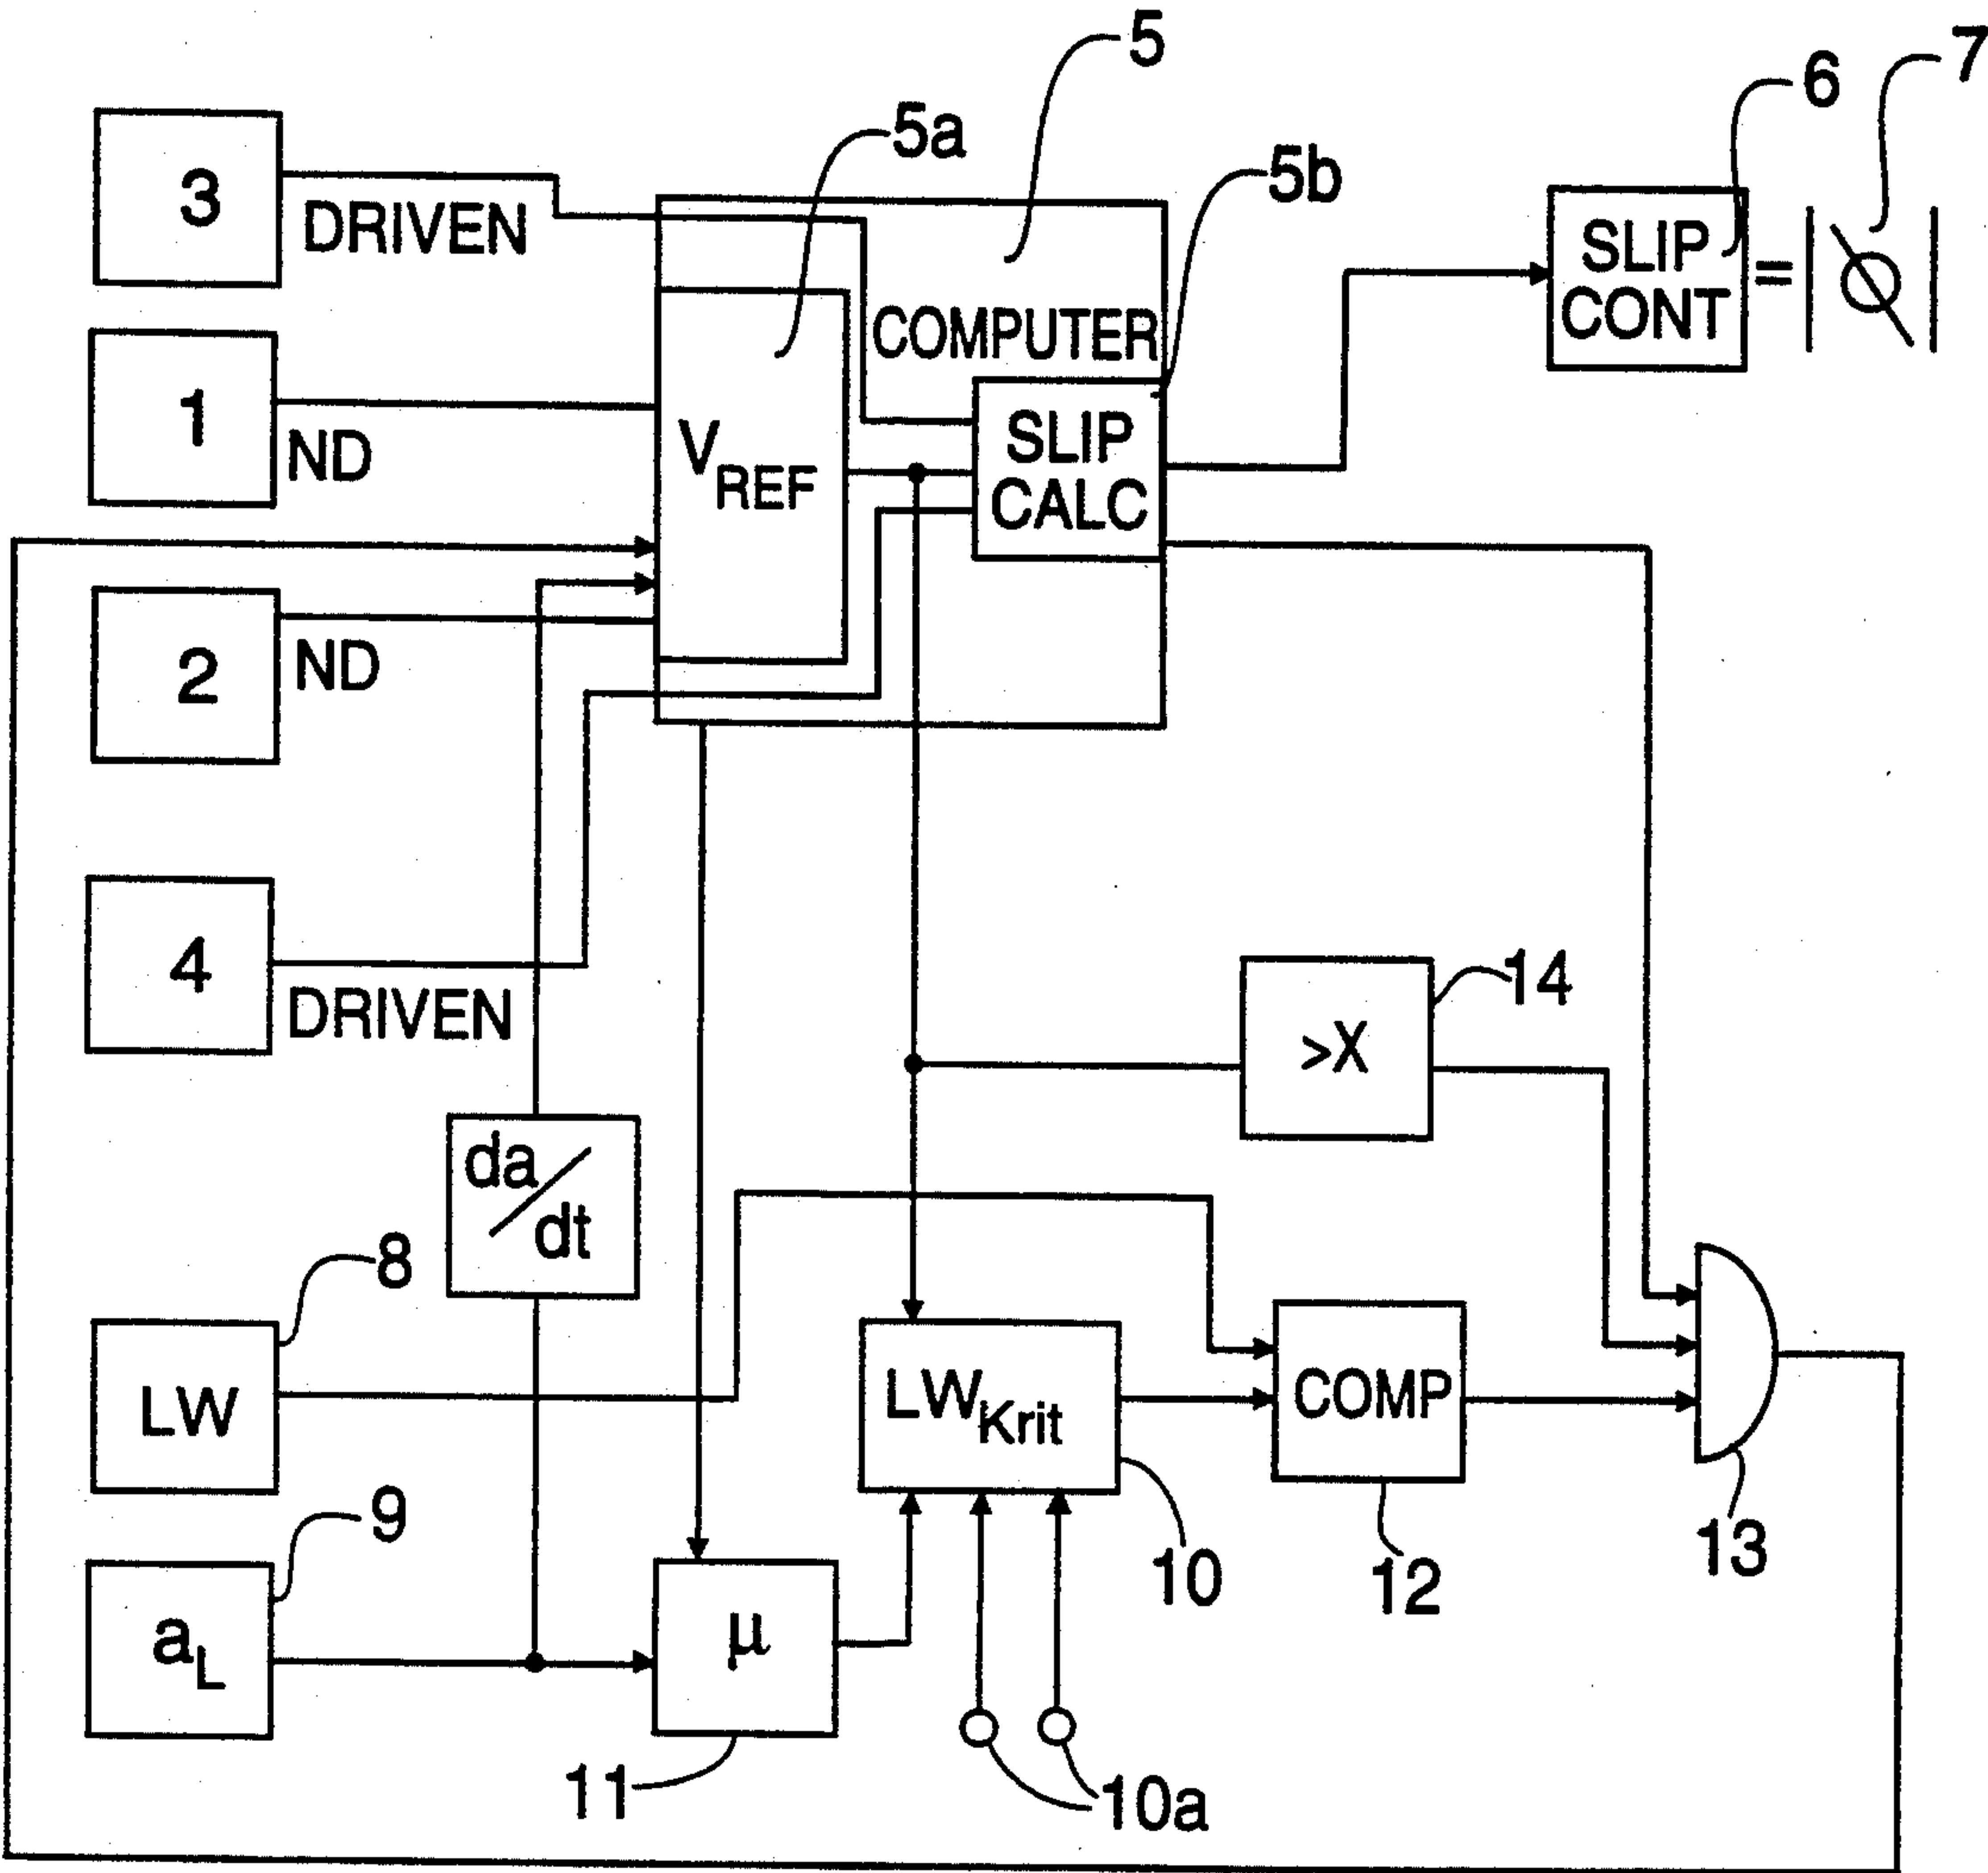 5
7
6
5a
5b
3
DRIVEN
SLIP
CONT
=
COMPUTER
1
ND
V REF
SLIP
CALC
2
ND
4
DRIVEN
14
>X
da/dt
8
LW
LW Krit
COMP
9
10
12
13
a L
µ
11
10a